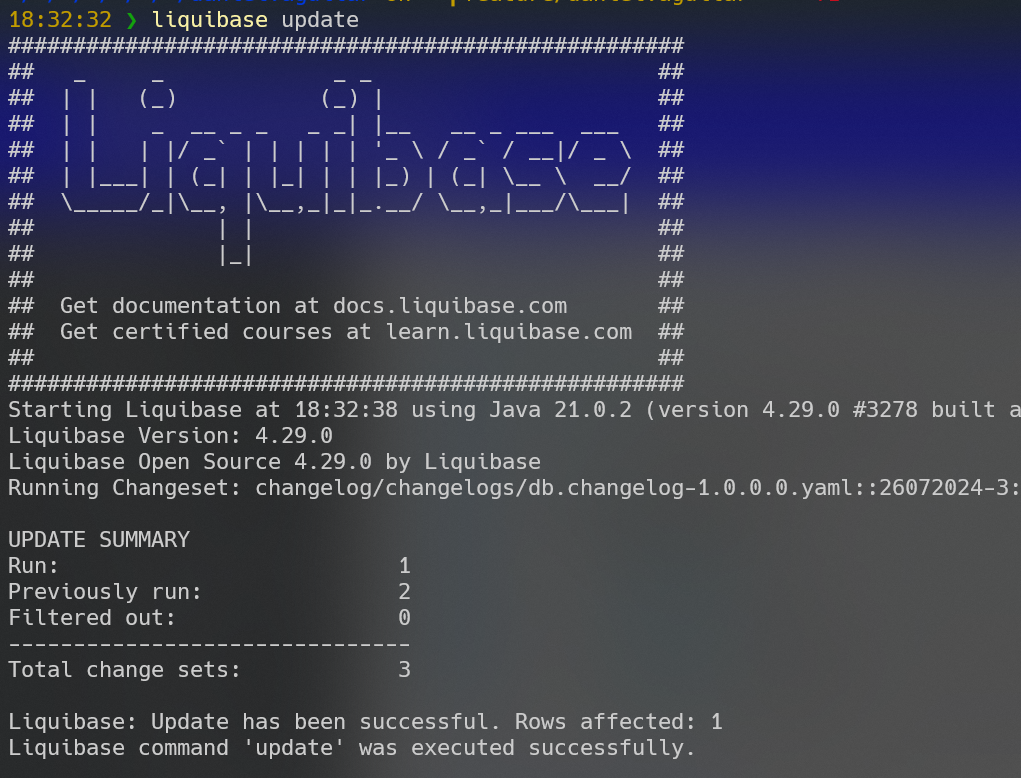 18:32:32 ❯ liquibase update
####################################################
##   _     _             _ _                      ##
##  | |   (_)           (_) |                     ##
##  | |    _  __ _ _   _ _| |__   __ _ ___  ___   ##
##  | |   | |/ _` | | | | | '_ \ / _` / __|/ _ \  ##
##  | |___| | (_| | |_| | | |_) | (_| \__ \  __/  ##
##  \_____/_|\__, |\__,_|_|_.__/ \__,_|___/\___|  ##
##              | |                               ##
##              |_|                               ##
##                                                ##
##  Get documentation at docs.liquibase.com       ##
##  Get certified courses at learn.liquibase.com  ##
##                                                ##
####################################################
Starting Liquibase at 18:32:38 using Java 21.0.2 (version 4.29.0 #3278 built a
Liquibase Version: 4.29.0
Liquibase Open Source 4.29.0 by Liquibase
Running Changeset: changelog/changelogs/db.changelog-1.0.0.0.yaml::26072024-3:
UPDATE SUMMARY
Run:                          1
Previously run:               2
Filtered out:                 0
-------------------------------
Total change sets:            3
Liquibase: Update has been successful. Rows affected: 1
Liquibase command 'update' was executed successfully.